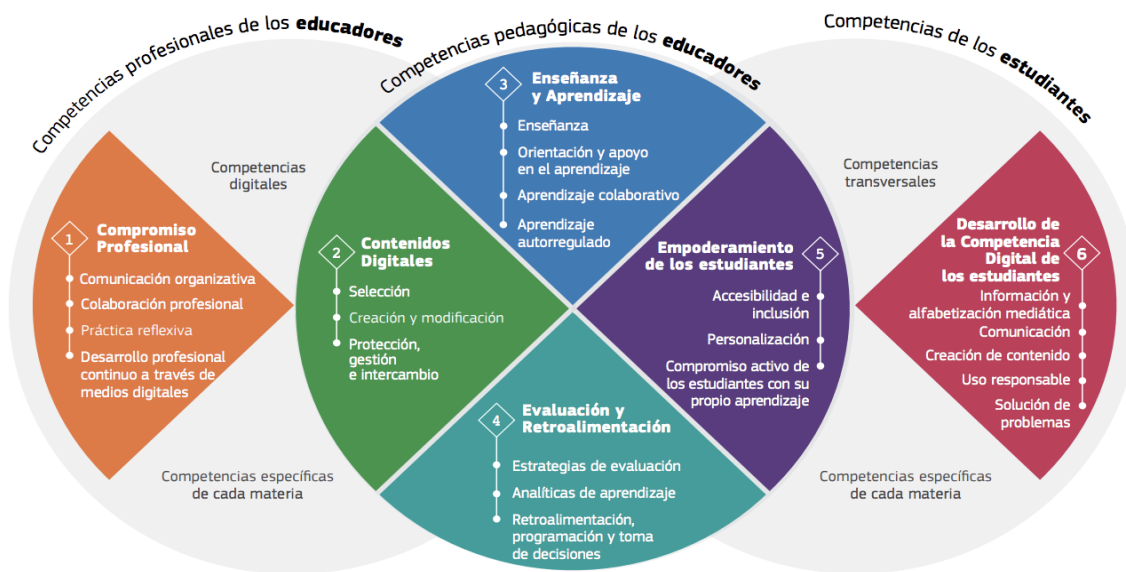 Competencias profesionales de los educadores
Competencias pedagógicas de los educadores
Competencias de los estudiantes
Competencias
digitales
Competencias
transversales
1
Compromiso
Profesional
Comunicación organizativa
Colaboración profesional
Práctica reflexiva
Desarrollo profesional
continuo a través de
medios digitales
2
Contenidos
Digitales
Selección
Creación y modificación
Protección,
gestión
e intercambio
3
Enseñanza
y Aprendizaje
Enseñanza
Orientación y apoyo
en el aprendizaje
Aprendizaje colaborativo
Aprendizaje
autorregulado
4
Evaluación y
Retroalimentación
Estrategias de evaluación
Analíticas de aprendizaje
Retroalimentación,
programación y toma
de decisiones
5
Empoderamiento
de los estudiantes
Accesibilidad e
inclusión
Personalización
Compromiso activo de
los estudiantes con su
propio aprendizaje
6
Desarrollo de
la Competencia
Digital de
los estudiantes
Información y
alfabetización mediática
Comunicación
Creación de contenido
Uso responsable
Solución de
problemas
Competencias específicas
de cada materia
Competencias específicas
de cada materia